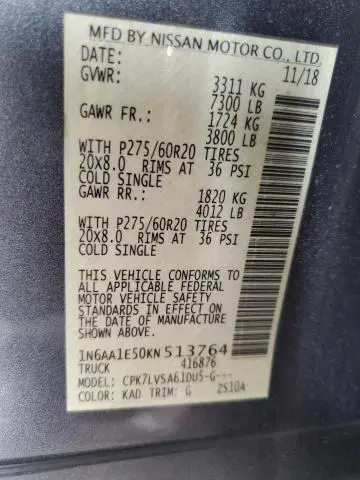 MFD BY NISSAN MOTOR CO., LTD.
DATE: 11/18
GVWR: 3311 KG
7300 LB
GAWR FR.: 1724 KG
3800 LB
WITH P275/60R20 TIRES
20x8.0 RIMS AT 36 PSI
COLD SINGLE
GAWR RR.: 1820 KG
4012 LB
WITH P275/60R20 TIRES
20x8.0 RIMS AT 36 PSI
COLD SINGLE
THIS VEHICLE CONFORMS TO
ALL APPLICABLE FEDERAL
MOTOR VEHICLE SAFETY
STANDARDS IN EFFECT ON
THE DATE OF MANUFACTURE
SHOWN ABOVE
1N6AA1E50KN513764
TRUCK 416876
MODEL: CPK7LVSA61DU5-G---
COLOR: KAD TRIM: G 2S10A